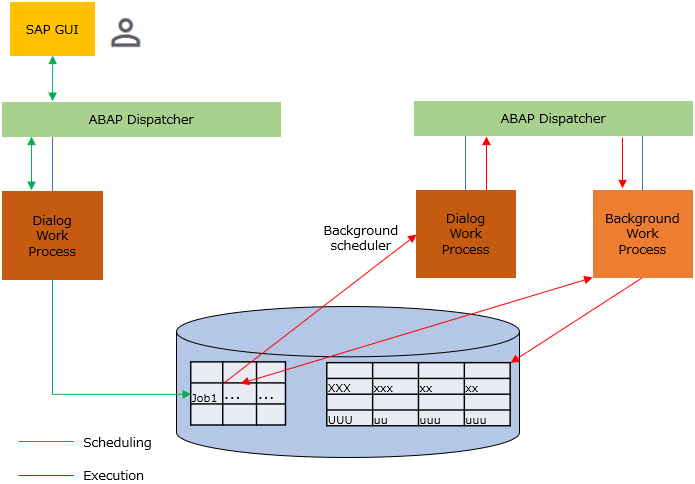 SAP GUI
ABAP Dispatcher
ABAP Dispatcher
Dialog
Work
Process
Background
scheduler
Dialog
Work
Process
Background
Work
Process
Job1 ... ...
XXX xxx xx xx
UUU uu uuu uuu
Scheduling
Execution